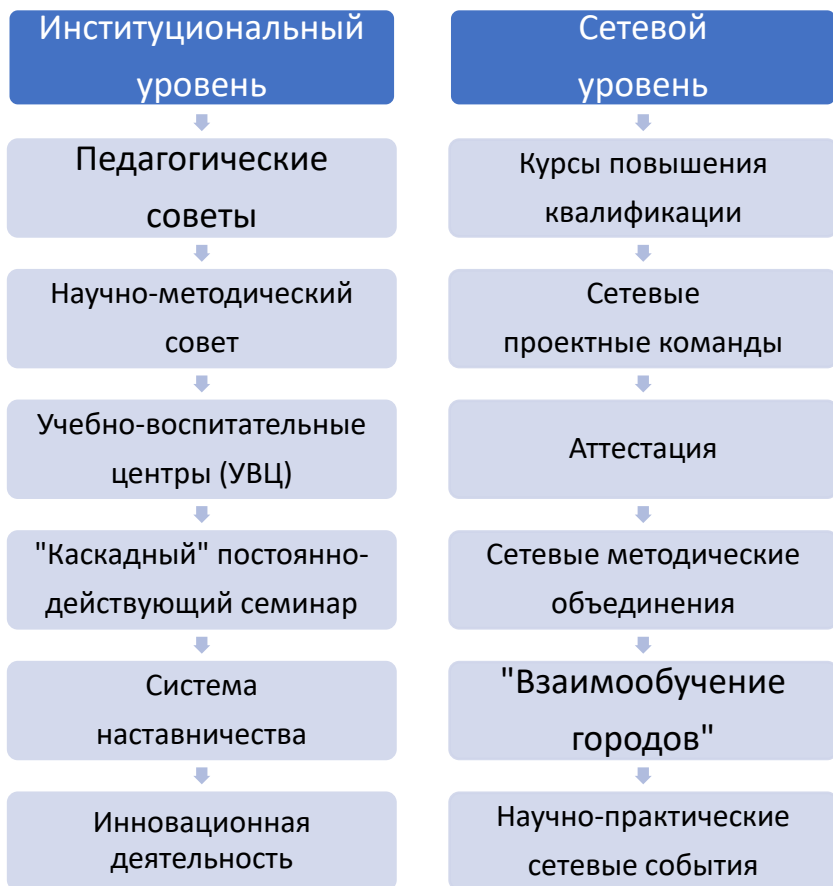 Институциональный
уровень
Педагогические
советы
Научно-методический
совет
Учебно-воспитательные
центры (УВЦ)
"Каскадный" постоянно-
действующий семинар
Система
наставничества
Инновационная
деятельность
Сетевой
уровень
Курсы повышения
квалификации
Сетевые
проектные команды
Аттестация
Сетевые методические
объединения
"Взаимообучение
городов"
Научно-практические
сетевые события